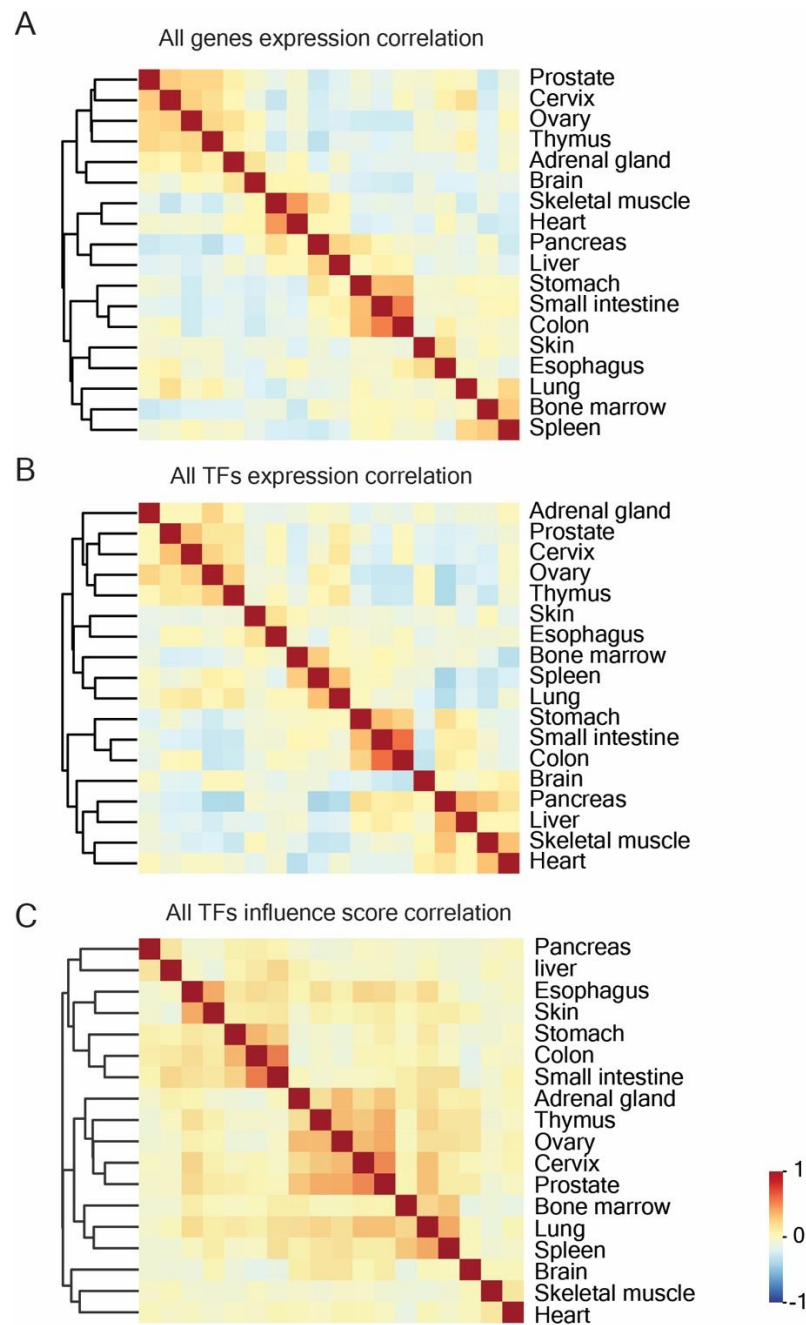 A
All genes expression correlation
Prostate
Cervix
Ovary
Thymus
Adrenal gland
Brain
Skeletal muscle
Heart
Pancreas
Liver
Stomach
Small intestine
Colon
Skin
Esophagus
Lung
Bone marrow
Spleen
B
All TFs expression correlation
Adrenal gland
Prostate
Cervix
Ovary
Thymus
Skin
Esophagus
Bone marrow
Spleen
Lung
Stomach
Small intestine
Colon
Brain
Pancreas
Liver
Skeletal muscle
Heart
C
All TFs influence score correlation
Pancreas
liver
Esophagus
Skin
Stomach
Colon
Small intestine
Adrenal gland
Thymus
Ovary
Cervix
Prostate
Bone marrow
Lung
Spleen
Brain
Skeletal muscle
Heart
1
0
-1